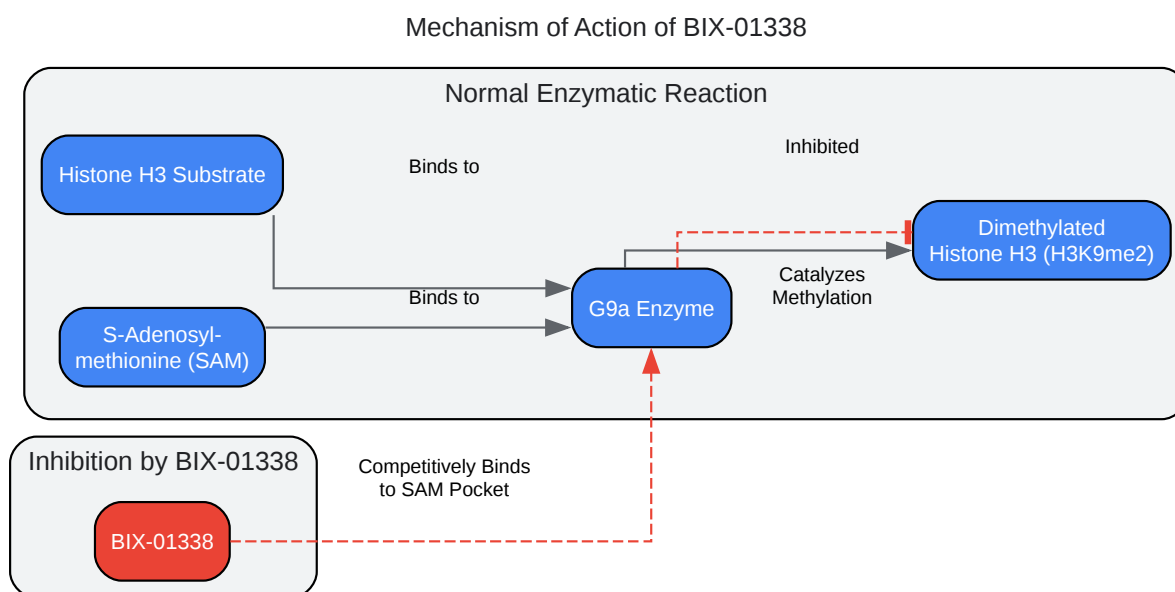 Mechanism of Action of BIX-01338
Normal Enzymatic Reaction
Histone H3 Substrate
Binds to
Inhibited
Dimethylated
Histone H3 (H3K9me2)
Binds to
G9a Enzyme
Catalyzes
Methylation
S-Adenosyl-
methionine (SAM)
Inhibition by BIX-01338
Competitively Binds
to SAM Pocket
BIX-01338